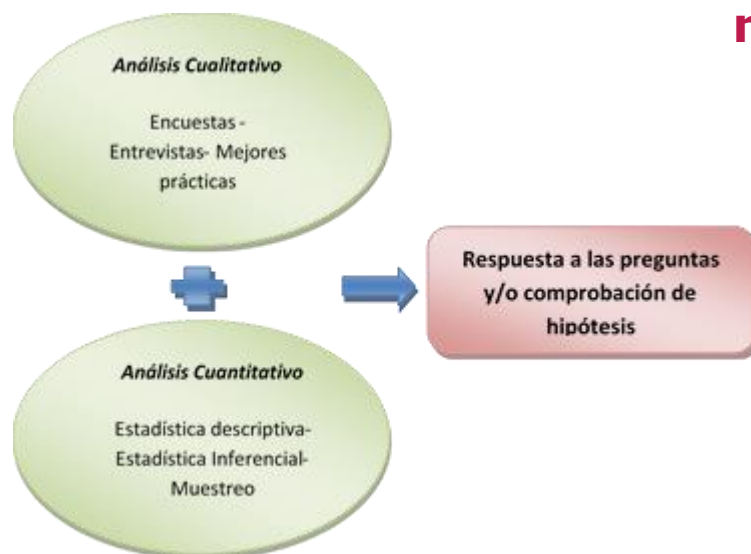 Análisis Cualitativo
Encuestas -
Entrevistas- Mejores
prácticas
Respuesta a las preguntas
y/o comprobación de
hipótesis
Análisis Cuantitativo
Estadística descriptiva-
Estadística Inferencial-
Muestreo